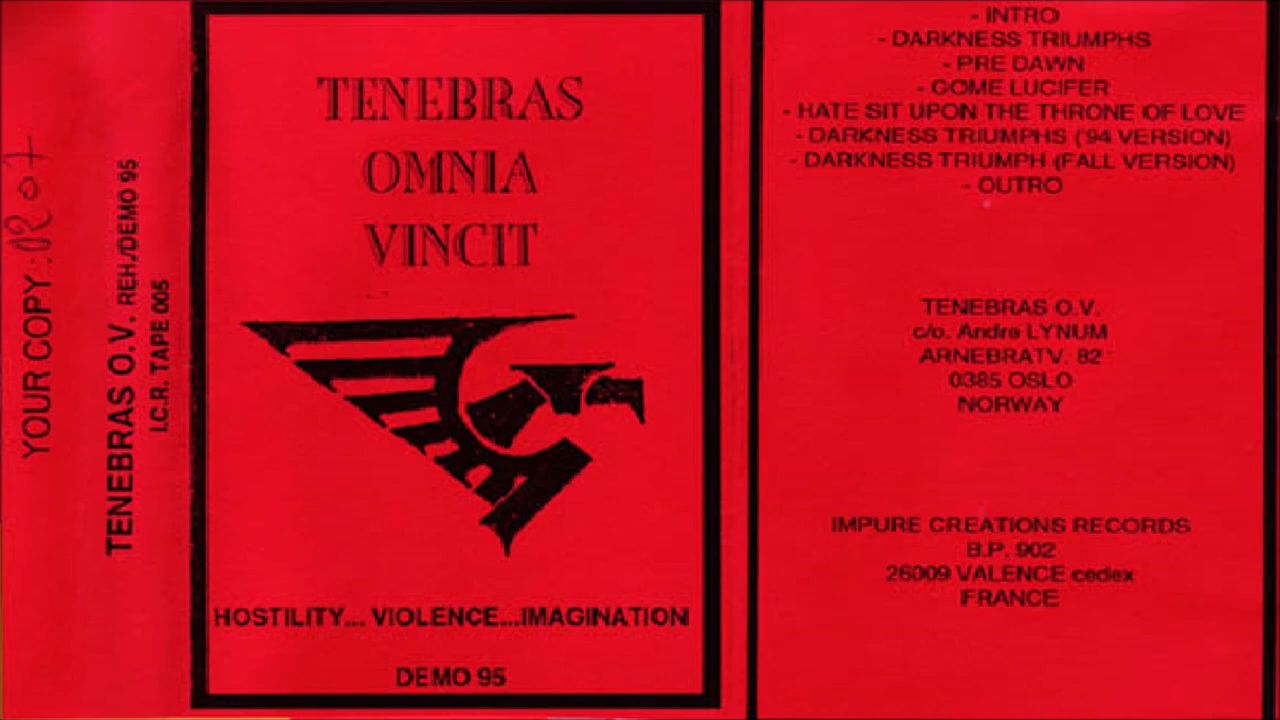 YOUR COPY : 0207
TENEBRAS O.V. REH./DEMO 95
I.C.R. TAPE 005
TENEBRAS
OMNIA
VINCIT
HOSTILITY... VIOLENCE...IMAGINATION
DEMO 95
- INTRO
- DARKNESS TRIUMPHS
- PRE DAWN
- COME LUCIFER
- HATE SIT UPON THE THRONE OF LOVE
- DARKNESS TRIUMPHS ('94 VERSION)
- DARKNESS TRIUMPH (FALL VERSION)
- OUTRO
TENEBRAS O.V.
c/o. Andre LYNUM
ARNEBRATV. 82
0385 OSLO
NORWAY
IMPURE CREATIONS RECORDS
B.P. 902
26009 VALENCE cedex
FRANCE